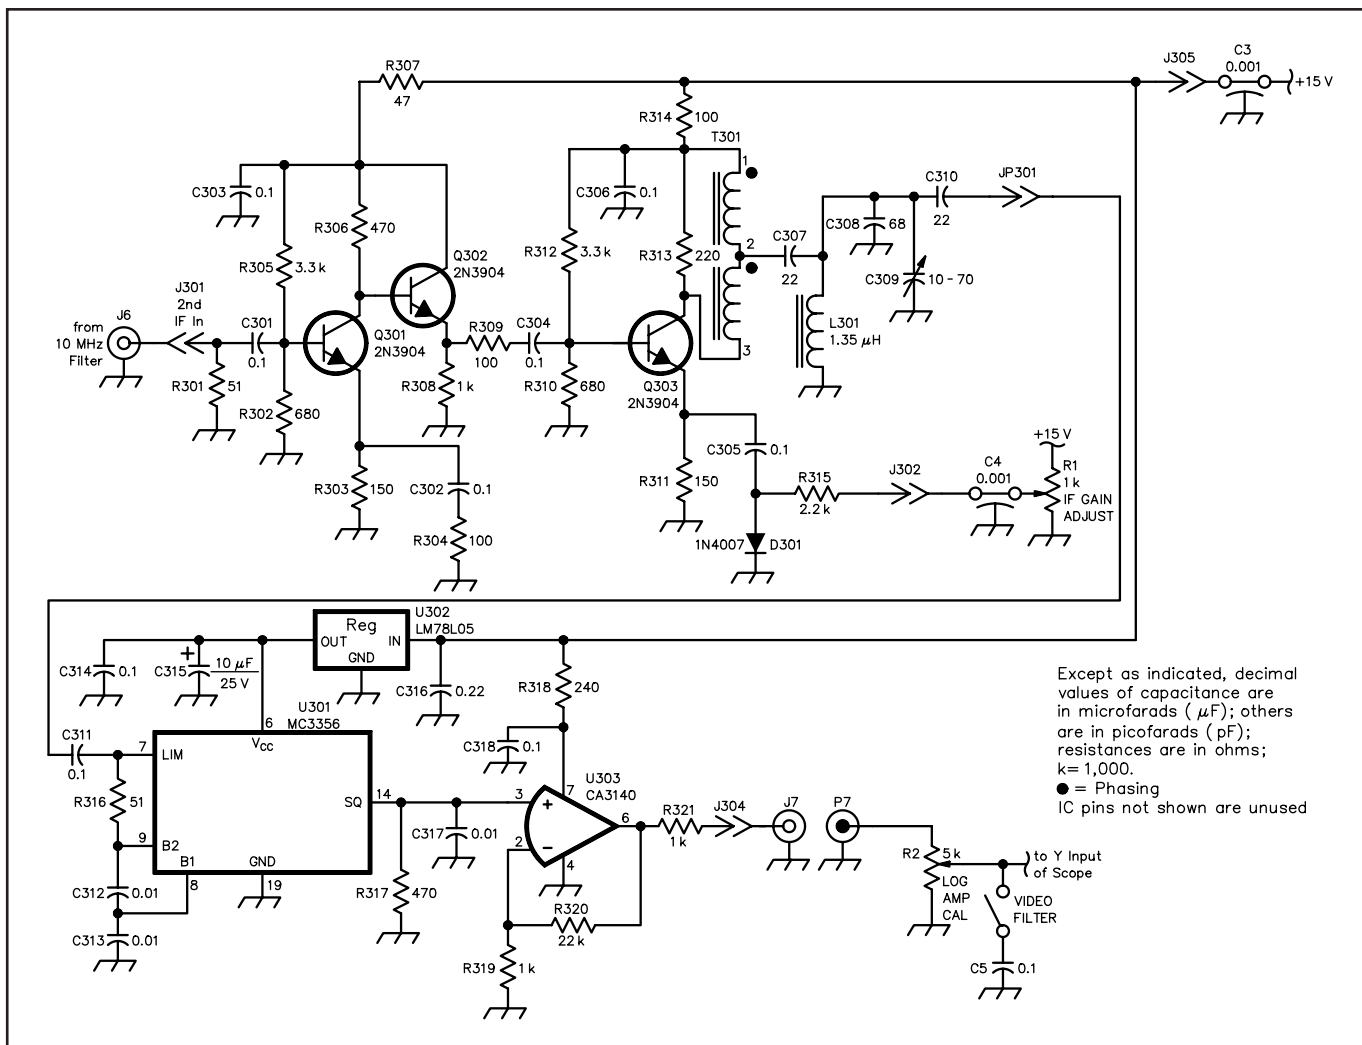 R307
47
J305
C3
0.001
+15 V
R314
100
T301
1
C303
0.1
C306
0.1
C310
22
JP301
R306
470
C308
68
R305
3.3 k
Q302
2N3904
R312
3.3 k
R313
220
2
C307
22
C309
10 – 70
J6
from
10 MHz
Filter
J301
2nd
IF In
C301
0.1
Q301
2N3904
R309
100
C304
0.1
L301
1.35 μH
3
R301
51
R302
680
R308
1 k
R310
680
Q303
2N3904
+15 V
C305
0.1
R303
150
C302
0.1
R311
150
R315
2.2 k
J302
C4
0.001
R1
1 k
IF GAIN
ADJUST
R304
100
1N4007
D301
U302
LM78L05
Reg
OUT
IN
GND
C314
0.1
+
C315
10 μF
25 V
C316
0.22
R318
240
Except as indicated, decimal
values of capacitance are
in microfarads ( μF); others
are in picofarads ( pF);
resistances are in ohms;
k= 1,000.
● = Phasing
IC pins not shown are unused
U301
MC3356
6
VCC
C311
0.1
7
LIM
C318
0.1
7
U303
CA3140
R316
51
SQ
14
3
+
6
R321
1 k
J304
J7
P7
C317
0.01
2
–
4
9
B2
B1
GND
8
19
R317
470
R2
5 k
LOG
AMP
CAL
to Y Input
of Scope
VIDEO
FILTER
C312
0.01
R320
22 k
C313
0.01
R319
1 k
C5
0.1